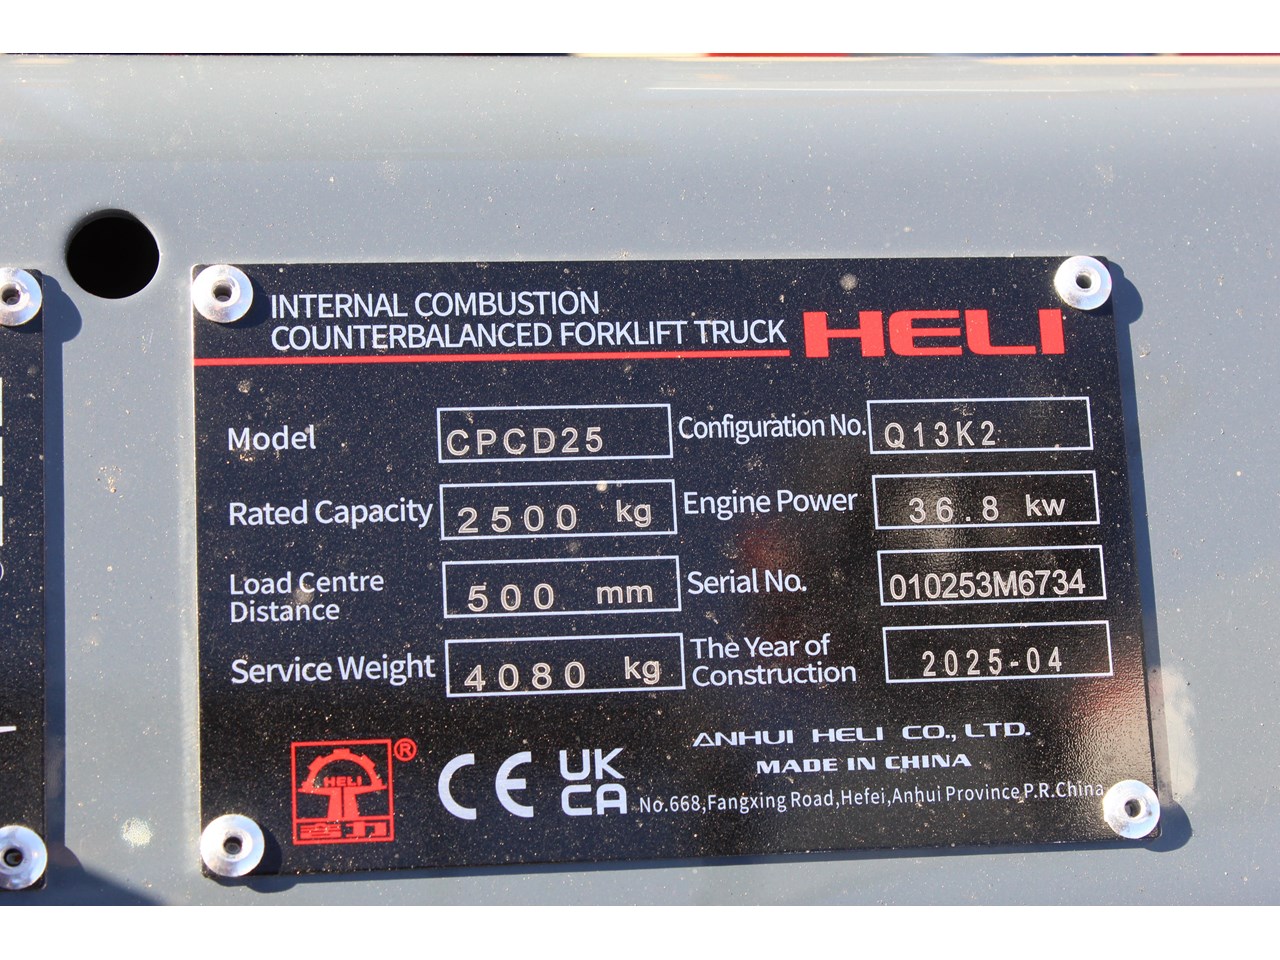 INTERNAL COMBUSTION
COUNTERBALANCED FORKLIFT TRUCK HELI
Model CPCD25 Configuration No. Q13K2
Rated Capacity 2500 kg Engine Power 36.8 kw
Load Centre Distance 500 mm Serial No. 010253M6734
Service Weight 4080 kg The Year of Construction 2025-04
HELI
合力
®
CE
UK
CA
ANHUI HELI CO., LTD.
MADE IN CHINA
No.668,Fangxing Road,Hefei,Anhui Province P.R.China